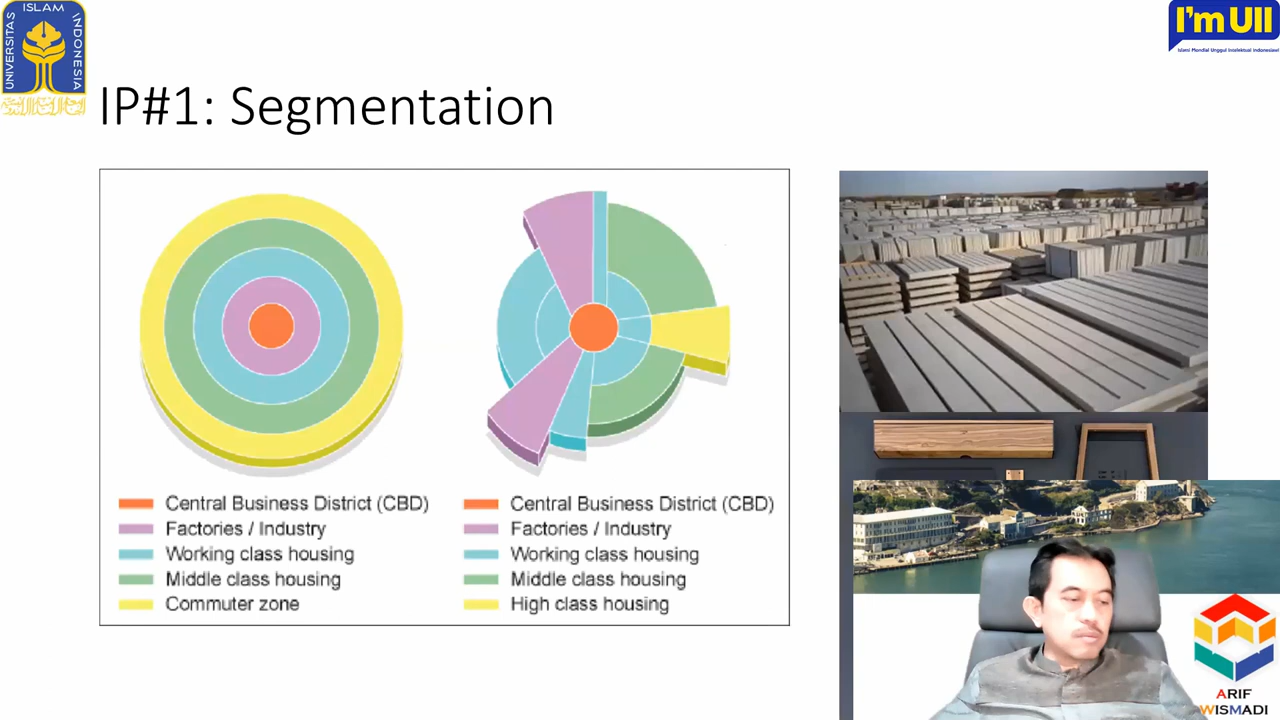 UNIVERSITAS ISLAM INDONESIA
I'm UII
Islami Mondial Unggul Intelektual Indonesiawi
IP#1: Segmentation
Central Business District (CBD)
Factories / Industry
Working class housing
Middle class housing
Commuter zone
Central Business District (CBD)
Factories / Industry
Working class housing
Middle class housing
High class housing
ARIF
WISMADI